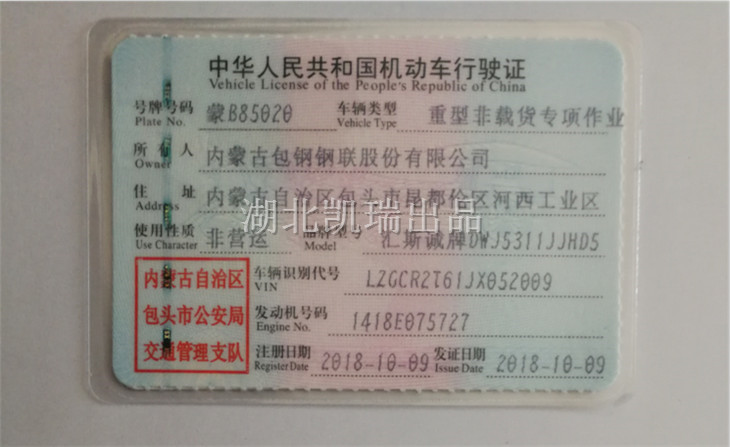 中华人民共和国机动车行驶证
Vehicle License of the People's Republic of China
号牌号码 蒙B85020 车辆类型 重型非载货专项作业
Plate No. Vehicle Type
所有人 内蒙古包钢钢联股份有限公司
Owner
住址 内蒙古自治区包头市昆都伦区河西工业区
Address
湖北凯瑞出品
使用性质 非营运 品牌型号 汇斯诚牌DWJ5311JJHD5
Use Character Model
内蒙古自治区 车辆识别代号 LZGCR2T61JX052009
VIN
包头市公安局 发动机号码 1418E075727
Engine No.
交通管理支队 注册日期 2018-10-09 发证日期 2018-10-09
Register Date Issue Date